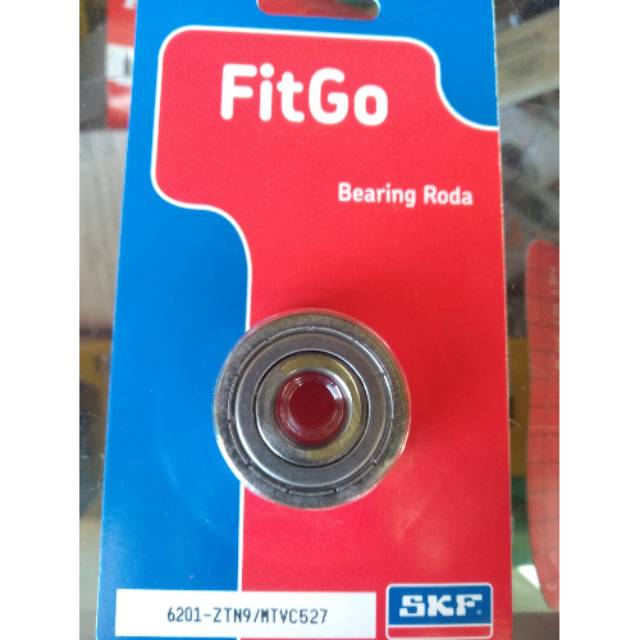 FitGo
Bearing Roda
6201-ZTN9/MTVC527
SKF